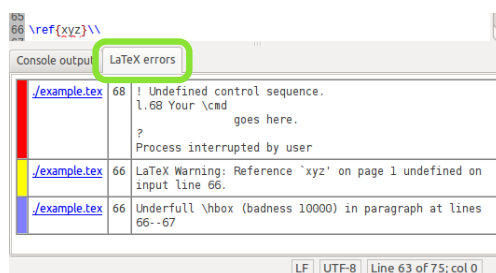 65
66 \ref{xyz}\\
Console output LaTeX errors
./example.tex 68 ! Undefined control sequence.
l.68 Your \cmd
goes here.
?
Process interrupted by user
./example.tex 66 LaTeX Warning: Reference `xyz' on page 1 undefined on
input line 66.
./example.tex 66 Underfull \hbox (badness 10000) in paragraph at lines
66--67
LF UTF-8 Line 63 of 75; col 0